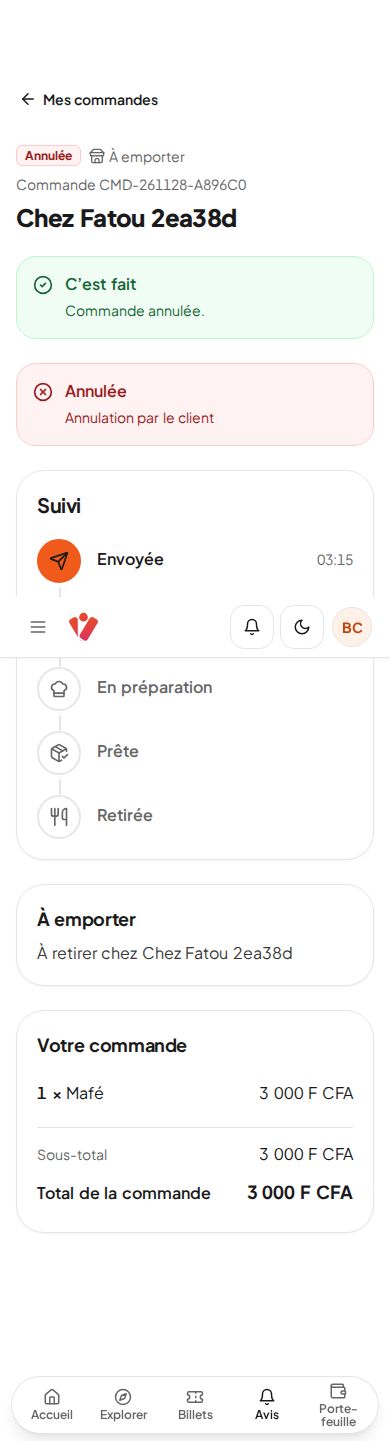 Mes commandes
Annulée À emporter
Commande CMD-261128-A896C0
Chez Fatou 2ea38d
C’est fait
Commande annulée.
Annulée
Annulation par le client
Suivi
Envoyée 03:15
BC
En préparation
Prête
Retirée
À emporter
À retirer chez Chez Fatou 2ea38d
Votre commande
1 × Mafé 3 000 F CFA
Sous-total 3 000 F CFA
Total de la commande 3 000 F CFA
Accueil Explorer Billets Avis Porte-
feuille